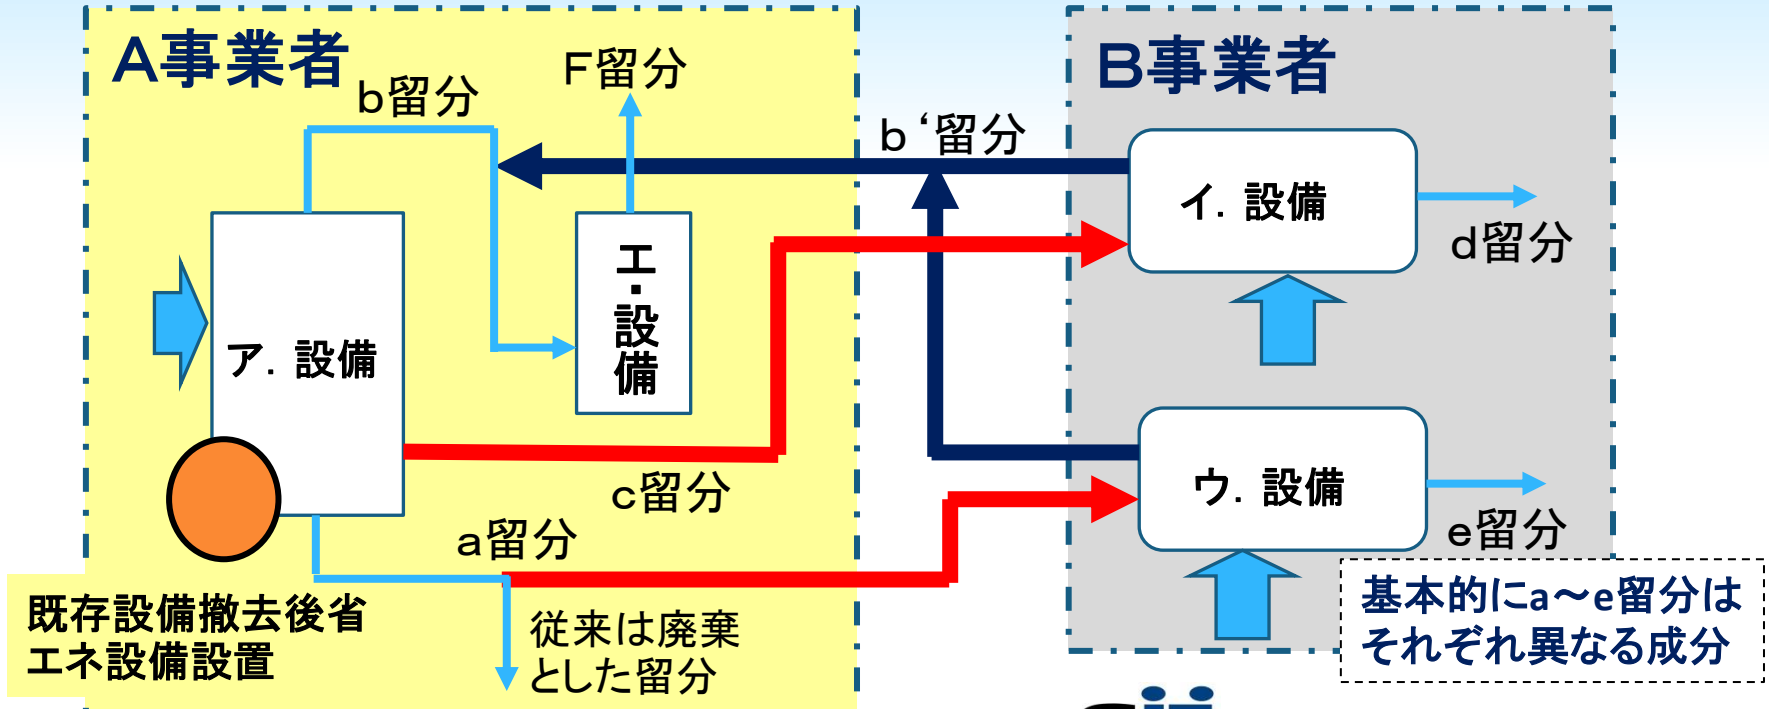 A事業者
B事業者
b留分
F留分
b‘留分
イ．設備
d留分
エ・設備
ア．設備
c留分
ウ．設備
a留分
e留分
既存設備撤去後省
エネ設備設置
従来は廃棄
とした留分
基本的にa～e留分は
それぞれ異なる成分